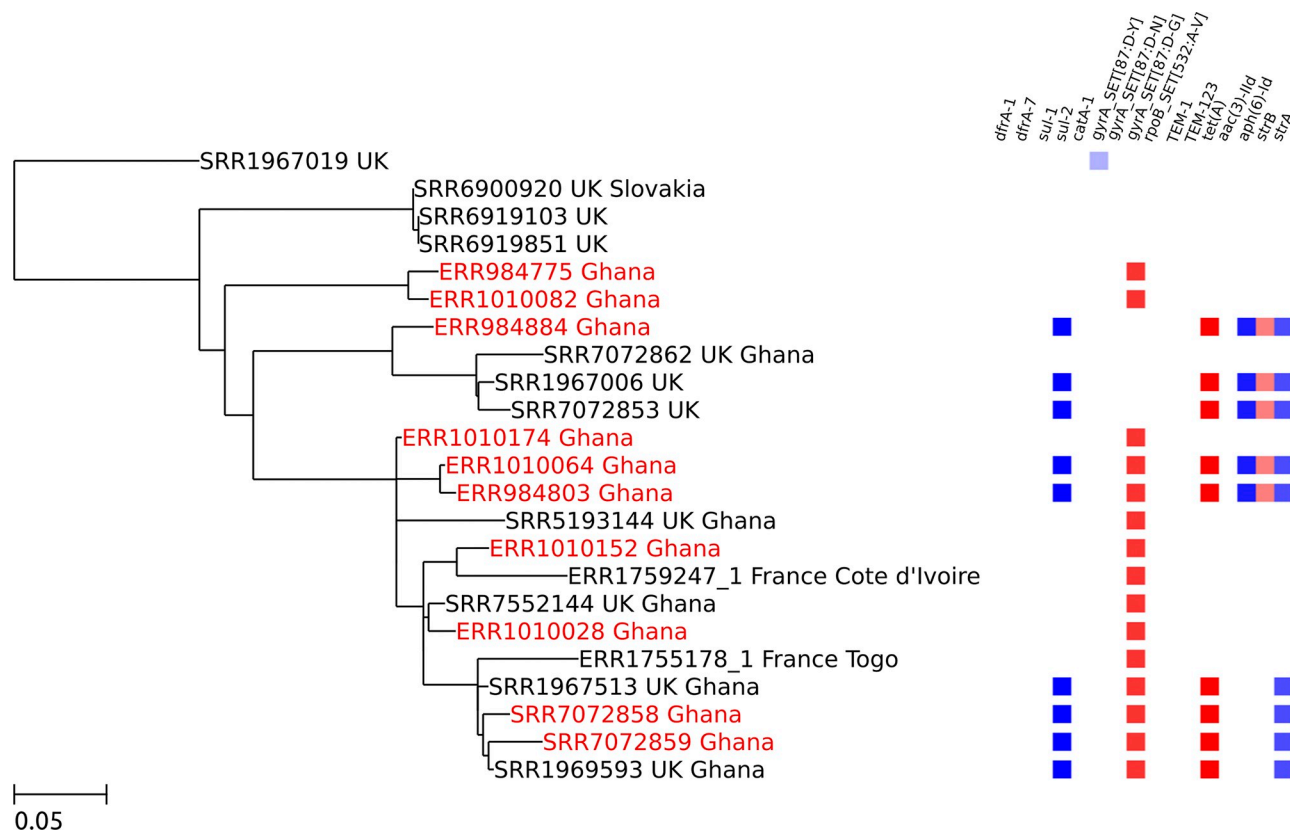 dfrA-1
dfrA-7
sul-1
sul-2
catA-1
gyrA_SET[87:D-Y]
gyrA_SET[87:D-N]
gyrA_SET[87:D-G]
rpoB_SET[532:A-V]
TEM-1
TEM-123
tet(A)
aac(3)-IId
aph(6)-Id
strB
strA
SRR1967019 UK
SRR6900920 UK Slovakia
SRR6919103 UK
SRR6919851 UK
ERR984775 Ghana
ERR1010082 Ghana
ERR984884 Ghana
SRR7072862 UK Ghana
SRR1967006 UK
SRR7072853 UK
ERR1010174 Ghana
ERR1010064 Ghana
ERR984803 Ghana
SRR5193144 UK Ghana
ERR1010152 Ghana
ERR1759247_1 France Cote d'Ivoire
SRR7552144 UK Ghana
ERR1010028 Ghana
ERR1755178_1 France Togo
SRR1967513 UK Ghana
SRR7072858 Ghana
SRR7072859 Ghana
SRR1969593 UK Ghana
0.05